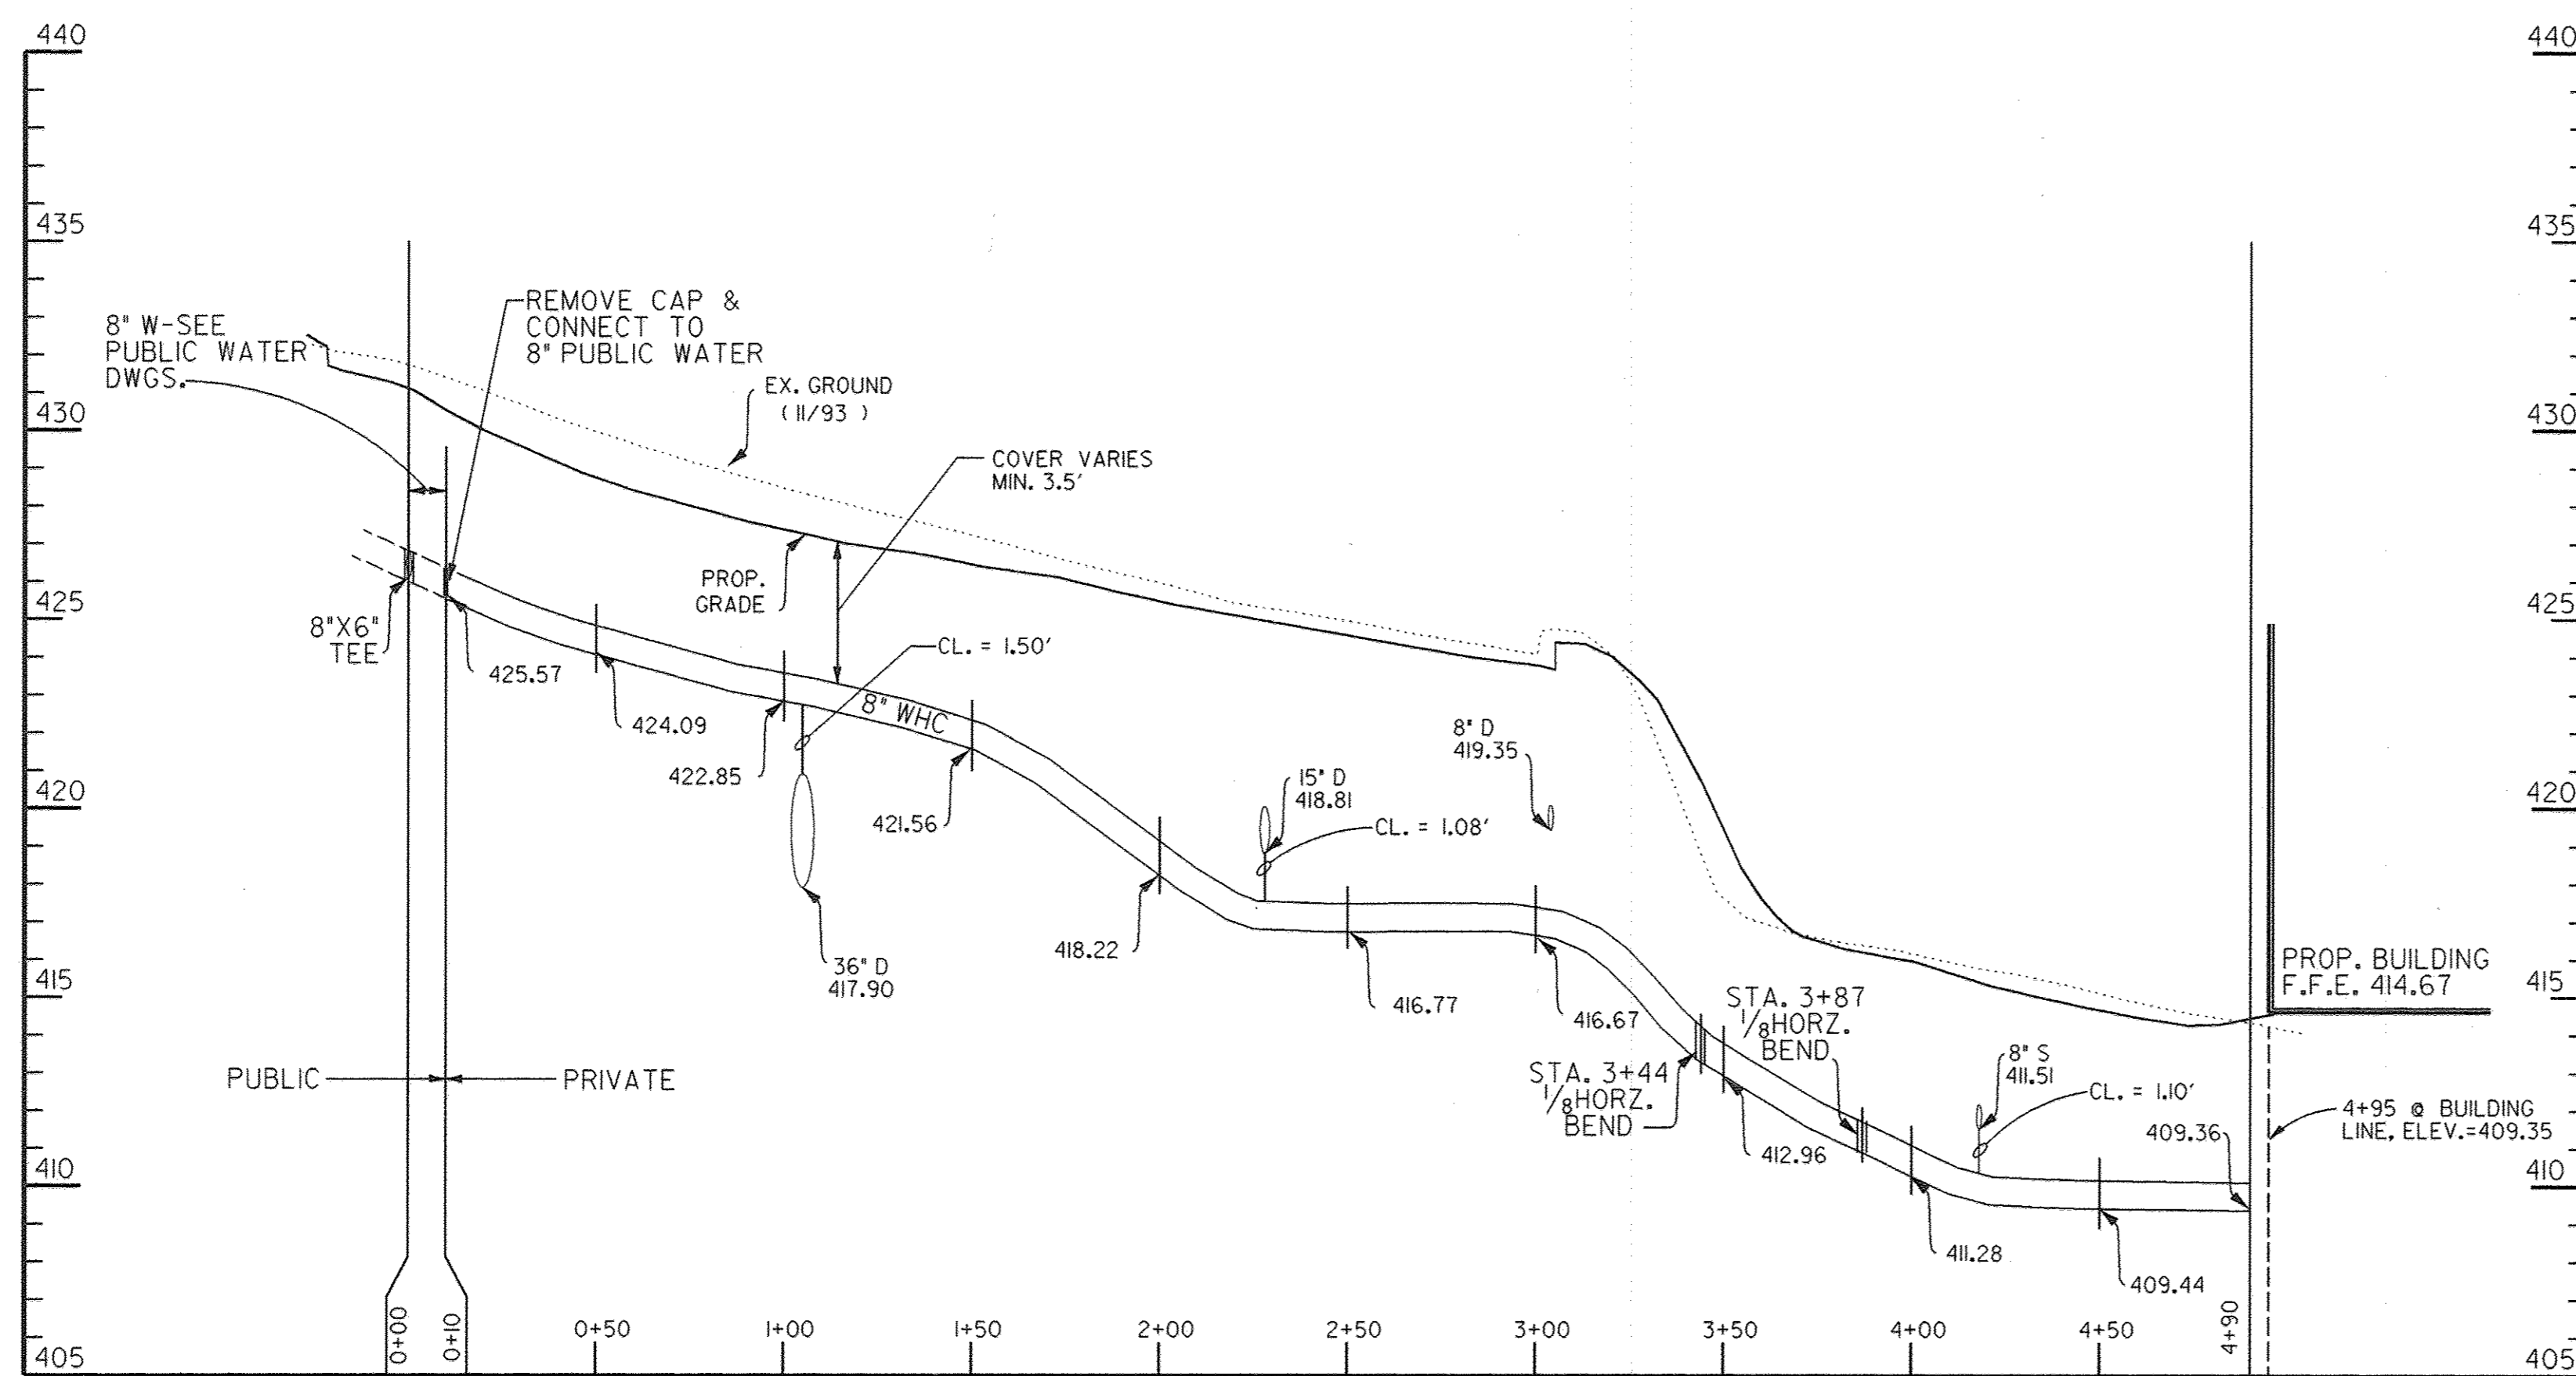 440
440
435
435
430
430
425
425
420
420
415
415
410
410
405
405
8" W-SEE
PUBLIC WATER
DWGS.
REMOVE CAP &
CONNECT TO
8" PUBLIC WATER
EX. GROUND
( 11/93 )
COVER VARIES
MIN. 3.5'
PROP.
GRADE
8"X6"
TEE
425.57
424.09
CL. = 1.50'
8" WHC
422.85
421.56
36" D
417.90
418.22
15" D
418.81
CL. = 1.08'
8" D
419.35
416.77
416.67
STA. 3+44
1/8 HORZ.
BEND
STA. 3+87
1/8 HORZ.
BEND
412.96
8" S
411.51
CL. = 1.10'
411.28
409.44
409.36
PROP. BUILDING
F.F.E. 414.67
4+95 @ BUILDING
LINE, ELEV.=409.35
PUBLIC
PRIVATE
0+00
0+10
0+50
1+00
1+50
2+00
2+50
3+00
3+50
4+00
4+50
4+90